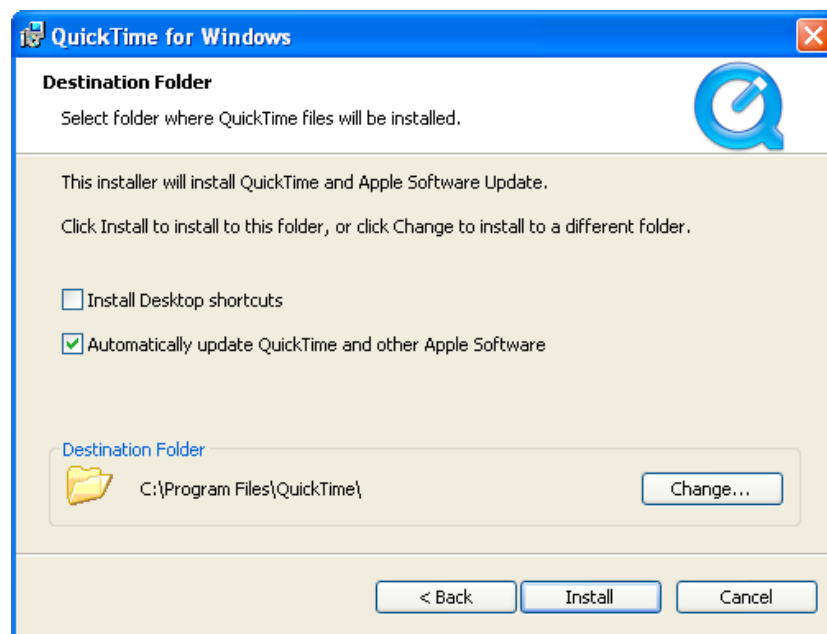 QuickTime for Windows
Destination Folder
Select folder where QuickTime files will be installed.
This installer will install QuickTime and Apple Software Update.
Click Install to install to this folder, or click Change to install to a different folder.
Install Desktop shortcuts
Automatically update QuickTime and other Apple Software
Destination Folder
C:\Program Files\QuickTime\
Change...
< Back
Install
Cancel